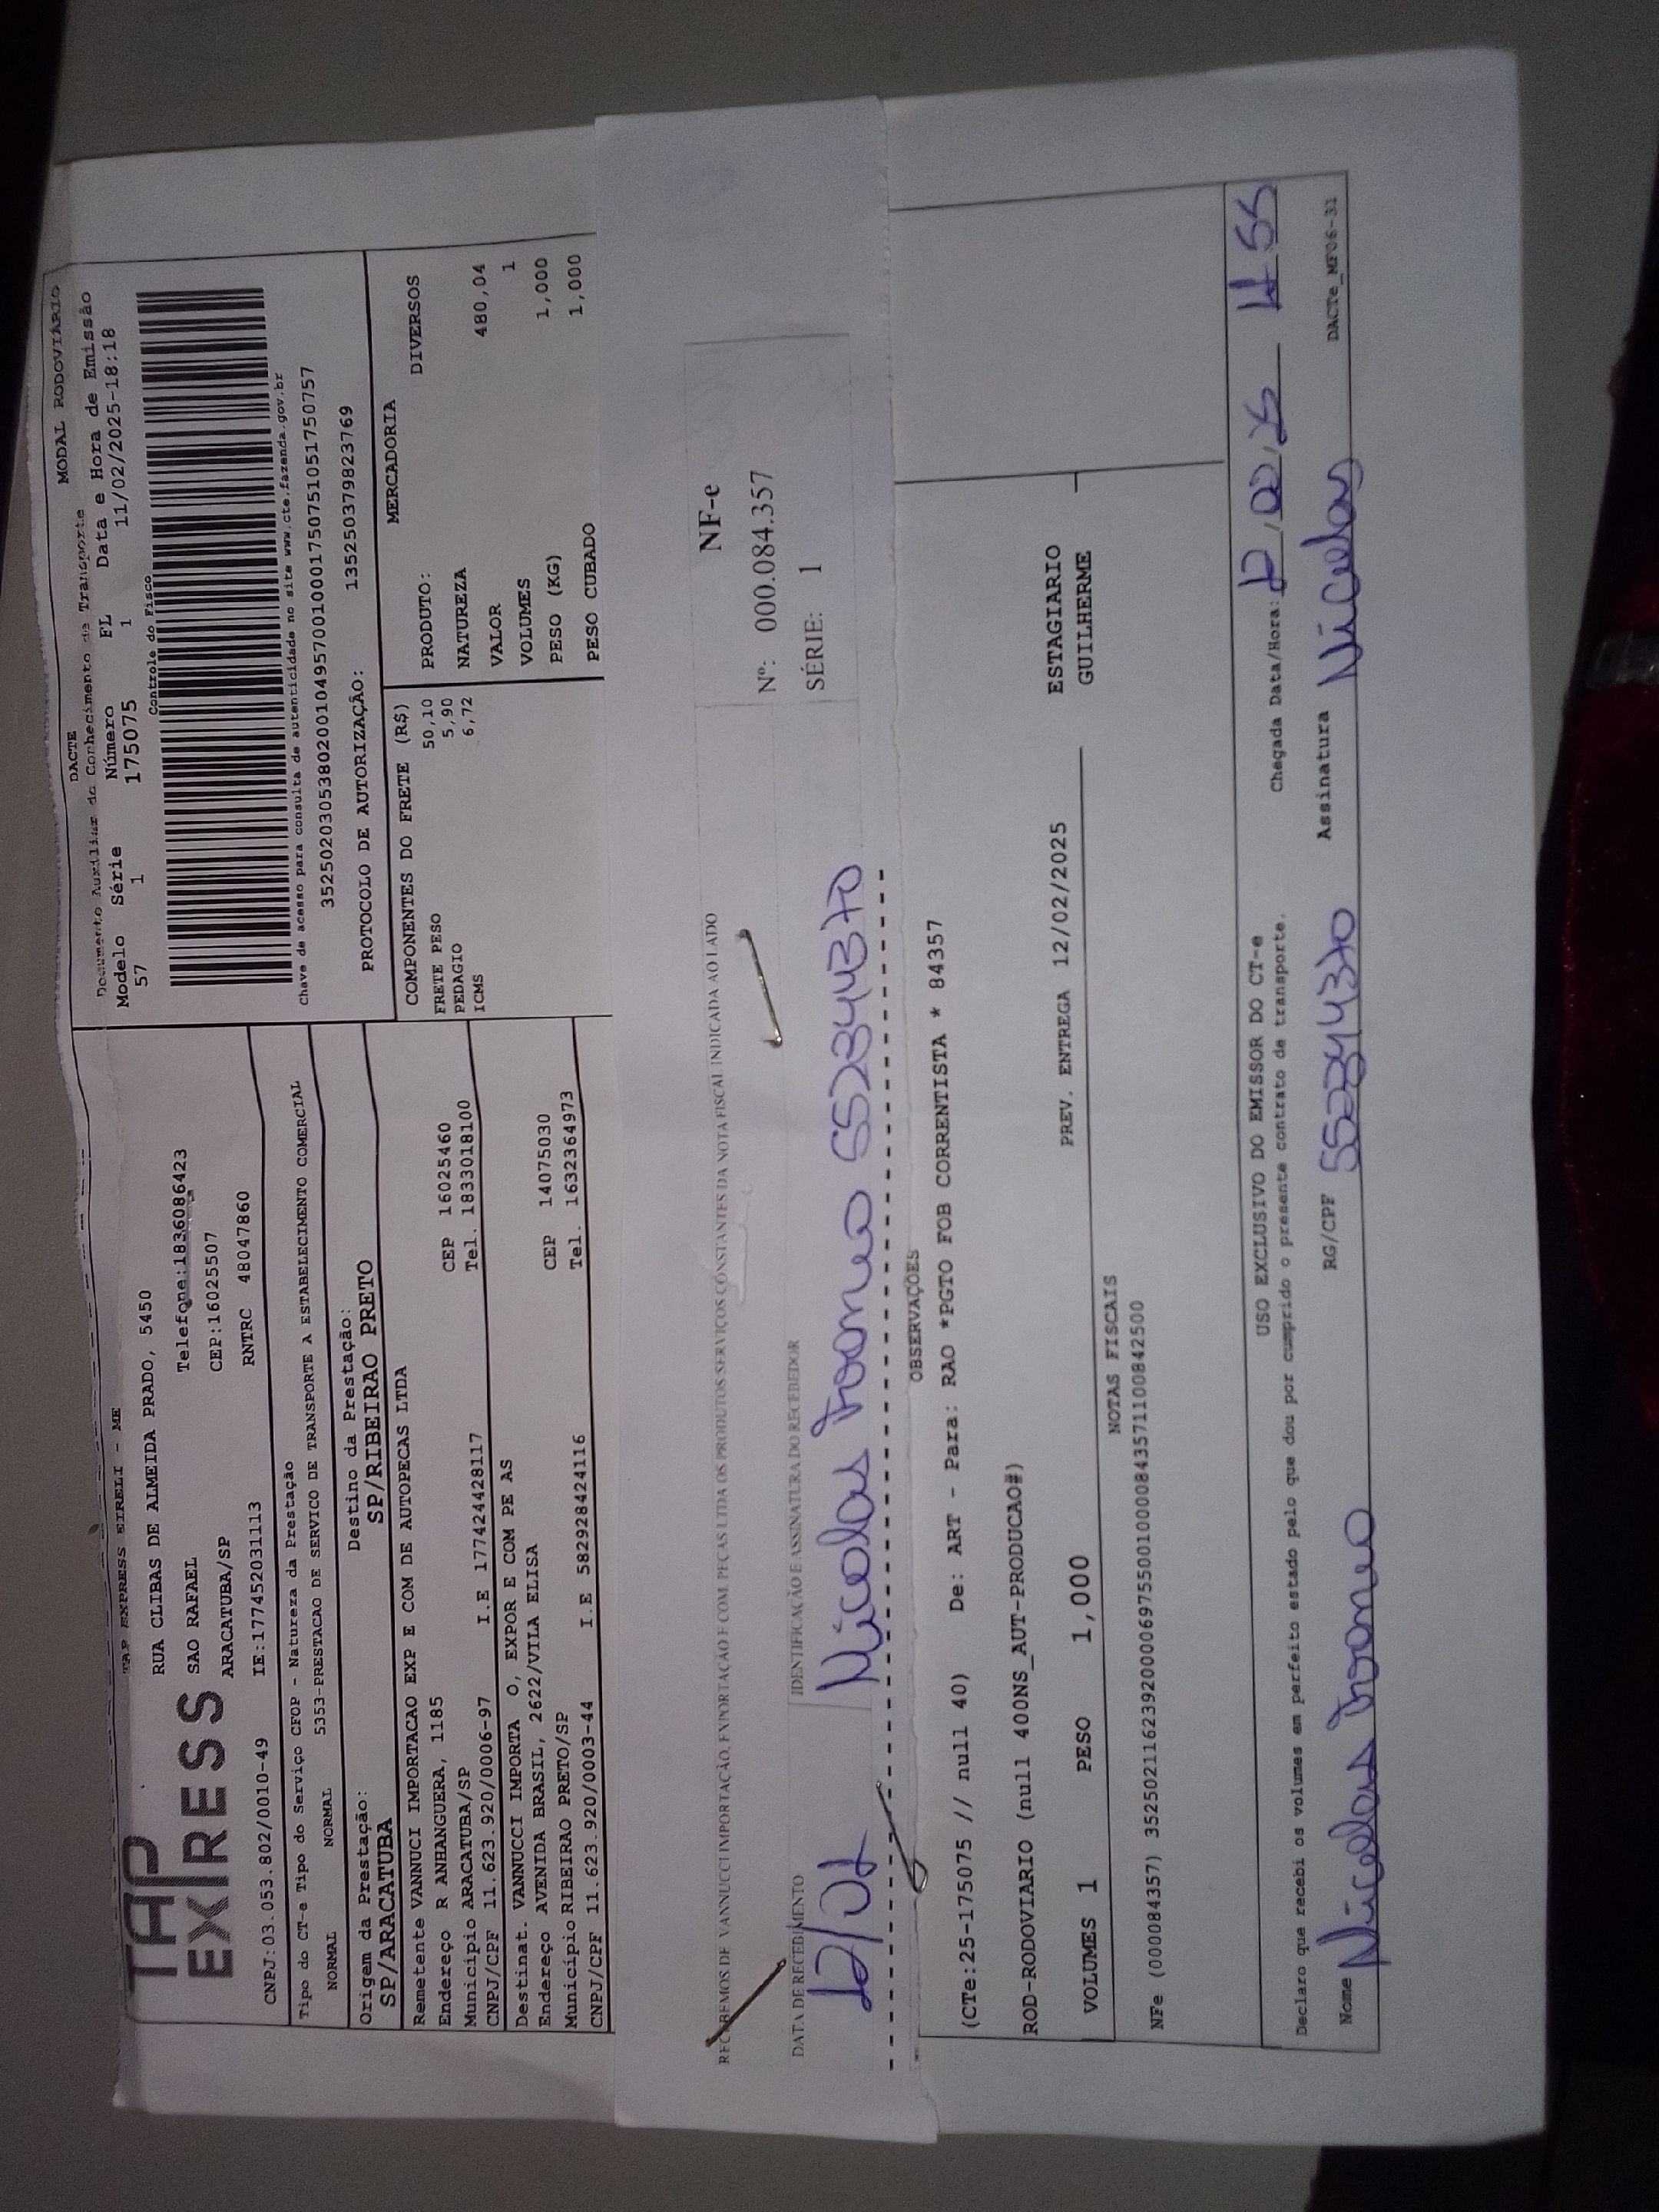 TAP EXPRESS EIRELI - ME
TAP
EXPRESS
RUA CLIBAS DE ALMEIDA PRADO, 5450
SAO RAFAEL Telefone:1836086423
ARACATUBA/SP CEP:16025507
CNPJ:03.053.802/0010-49 IE:177452031113 RNTRC 48047860
MODAL RODOVIÁRIO
DACTE
Documento Auxiliar do Conhecimento de Transporte
Modelo Série Número FL Data e Hora de Emissão
57 1 175075 1 11/02/2025-18:18
Controle do Fisco
Chave de acesso para consulta de autenticidade no site www.cte.fazenda.gov.br
35250203053802001049570010001750751051750757
PROTOCOLO DE AUTORIZAÇÃO: 135250379823769
Tipo do CT-e Tipo do Serviço CFOP - Natureza da Prestação
NORMAL NORMAL 5353-PRESTACAO DE SERVICO DE TRANSPORTE A ESTABELECIMENTO COMERCIAL
Origem da Prestação: Destino da Prestação:
SP/ARACATUBA SP/RIBEIRAO PRETO
Remetente VANNUCI IMPORTACAO EXP E COM DE AUTOPECAS LTDA
Endereço R ANHANGUERA, 1185 CEP 16025460
Município ARACATUBA/SP Tel. 1833018100
CNPJ/CPF 11.623.920/0006-97 I.E 177424428117
Destinat. VANNUCCI IMPORTA O, EXPOR E COM PE AS
Endereço AVENIDA BRASIL, 2622/VILA ELISA CEP 14075030
Município RIBEIRAO PRETO/SP Tel. 1632364973
CNPJ/CPF 11.623.920/0003-44 I.E 582928424116
COMPONENTES DO FRETE (R$)
FRETE PESO 50,10
PEDAGIO 5,90
ICMS 6,72
MERCADORIA
PRODUTO: DIVERSOS
NATUREZA
VALOR 480,04
VOLUMES 1
PESO (KG) 1,000
PESO CUBADO 1,000
RECEBEMOS DE VANNUCCI IMPORTAÇÃO, EXPORTAÇÃO E COM. PEÇAS LTDA OS PRODUTOS SERVIÇOS CONSTANTES DA NOTA FISCAL INDICADA AO LADO
NF-e
Nº: 000.084.357
SÉRIE: 1
DATA DE RECEBIMENTO IDENTIFICAÇÃO E ASSINATURA DO RECEBEDOR
12/02 Nicolas 552344370
OBSERVAÇÕES
(CTe:25-175075 // null 40) De: ART - Para: RAO *PGTO FOB CORRENTISTA * 84357
ROD-RODOVIARIO (null 400NS_AUT-PRODUCAO#)
VOLUMES 1 PESO 1,000 PREV. ENTREGA 12/02/2025 ESTAGIARIO
GUILHERME
NOTAS FISCAIS
NFe (000084357) 35250211623920000697550010000843571100842500
USO EXCLUSIVO DO EMISSOR DO CT-e
Declaro que recebi os volumes em perfeito estado pelo que dou por cumprido o presente contrato de transporte.
Chegada Data/Hora:
Nome Nicolas RG/CPF 552344370 Assinatura Nicolas
DACTe_MF06-31